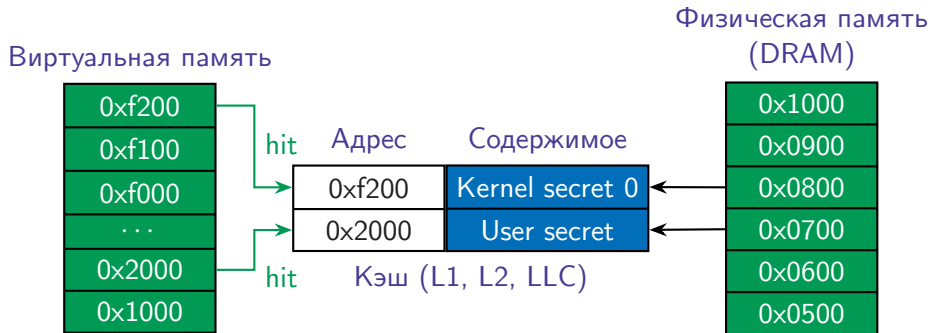 Виртуальная память
0xf200
0xf100
0xf000
...
0x2000
0x1000
hit
hit
Адрес Содержимое
0xf200 Kernel secret 0
0x2000 User secret
Кэш (L1, L2, LLC)
Физическая память
(DRAM)
0x1000
0x0900
0x0800
0x0700
0x0600
0x0500